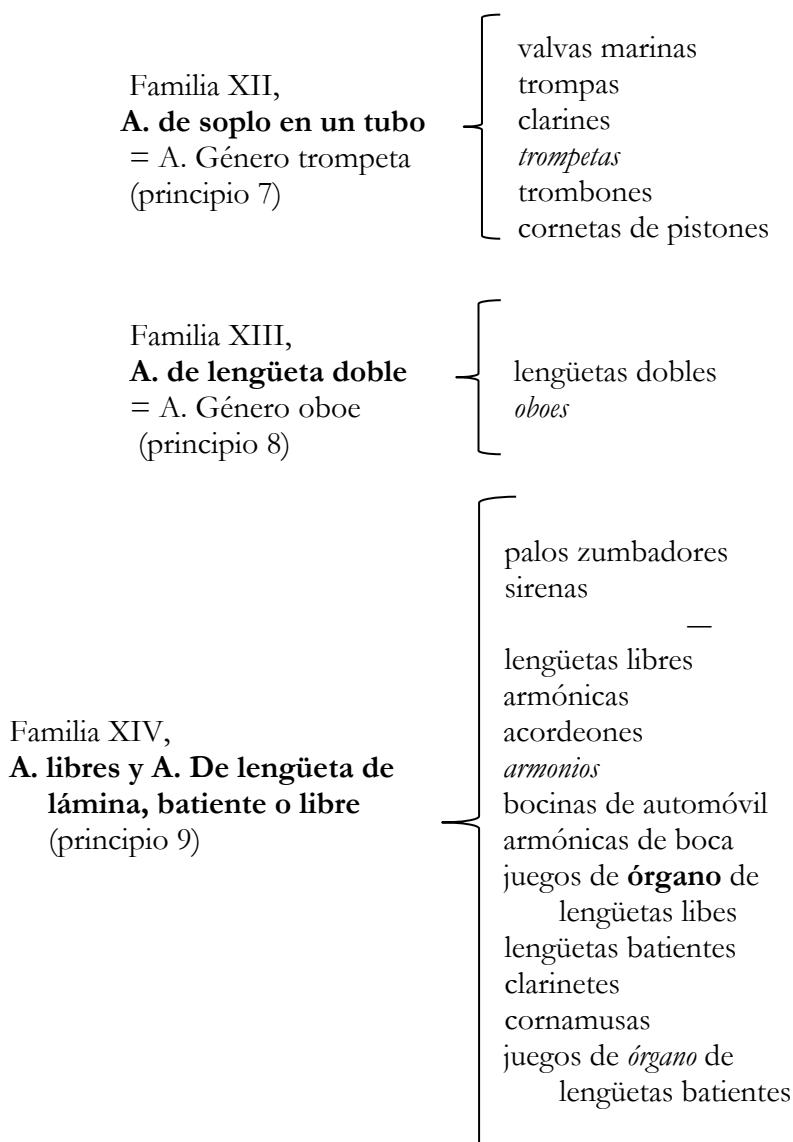 Familia XII,
A. de soplo en un tubo
= A. Género trompeta
(principio 7)
valvas marinas
trompas
clarines
trompetas
trombones
cornetas de pistones
Familia XIII,
A. de lengüeta doble
= A. Género oboe
(principio 8)
lengüetas dobles
oboes
Familia XIV,
A. libres y A. De lengüeta de
lámina, batiente o libre
(principio 9)
palos zumbadores
sirenas
—
lengüetas libres
armónicas
acordeones
armonios
bocinas de automóvil
armónicas de boca
juegos de órgano de
lengüetas libes
lengüetas batientes
clarinetes
cornamusas
juegos de órgano de
lengüetas batientes